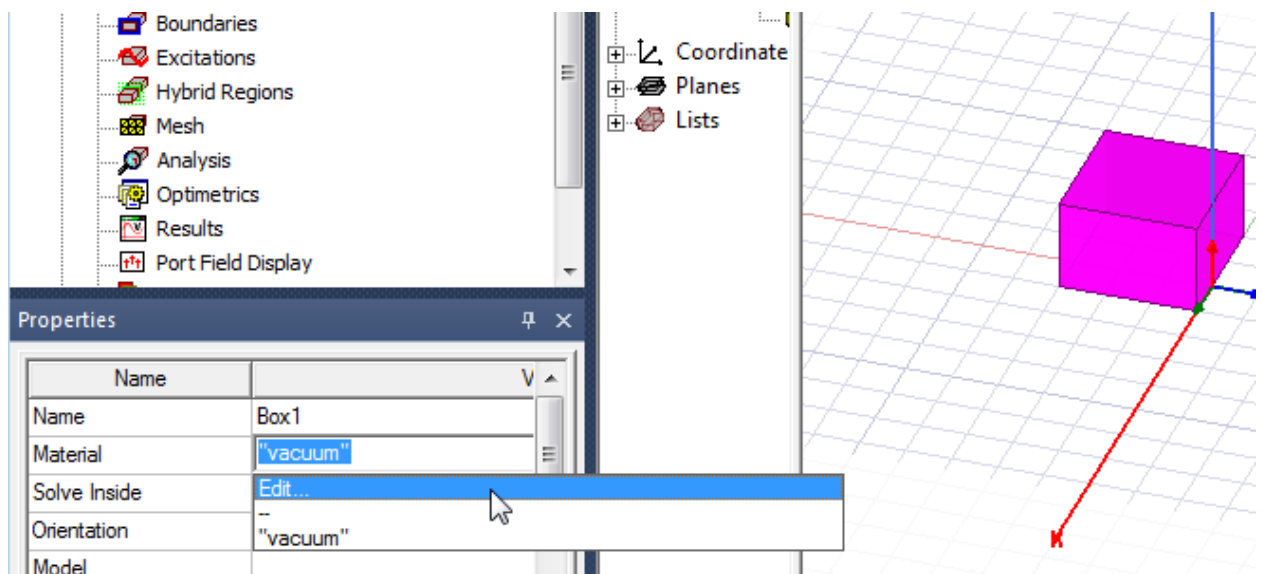 Boundaries
Excitations
Hybrid Regions
Mesh
Analysis
Optimetrics
Results
Port Field Display
Coordinate
Planes
Lists
Properties
Name V
Name Box1
Material "vacuum"
Solve Inside Edit...
--
Orientation "vacuum"
Model